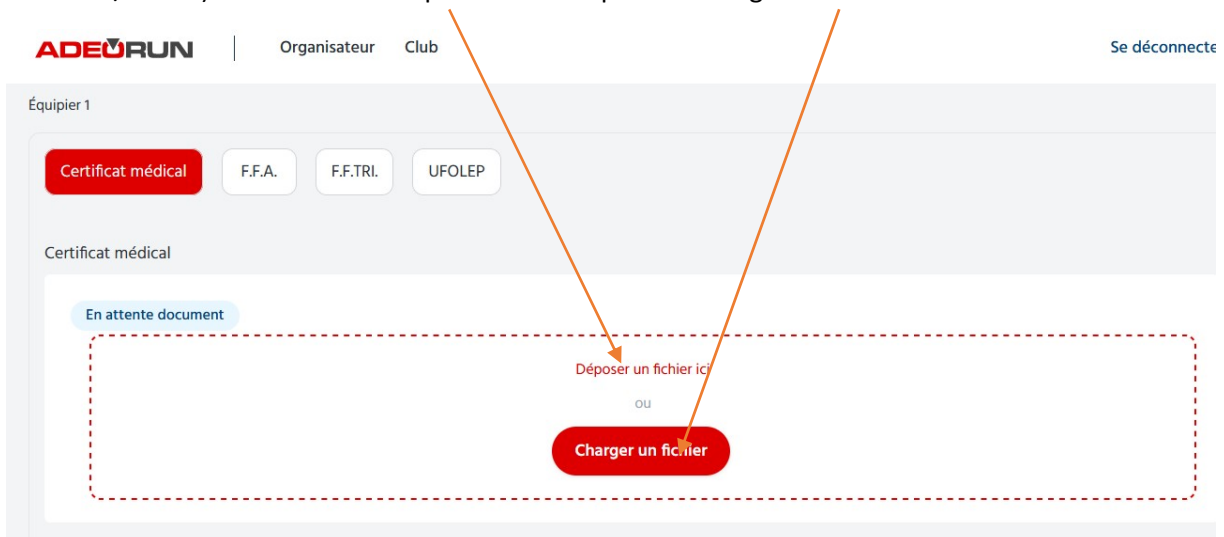 ADEORUN Organisateur Club Se déconnecte
Équipier 1
Certificat médical F.F.A. F.F.TRI. UFOLEP
Certificat médical
En attente document
Déposer un fichier ici
ou
Charger un fichier